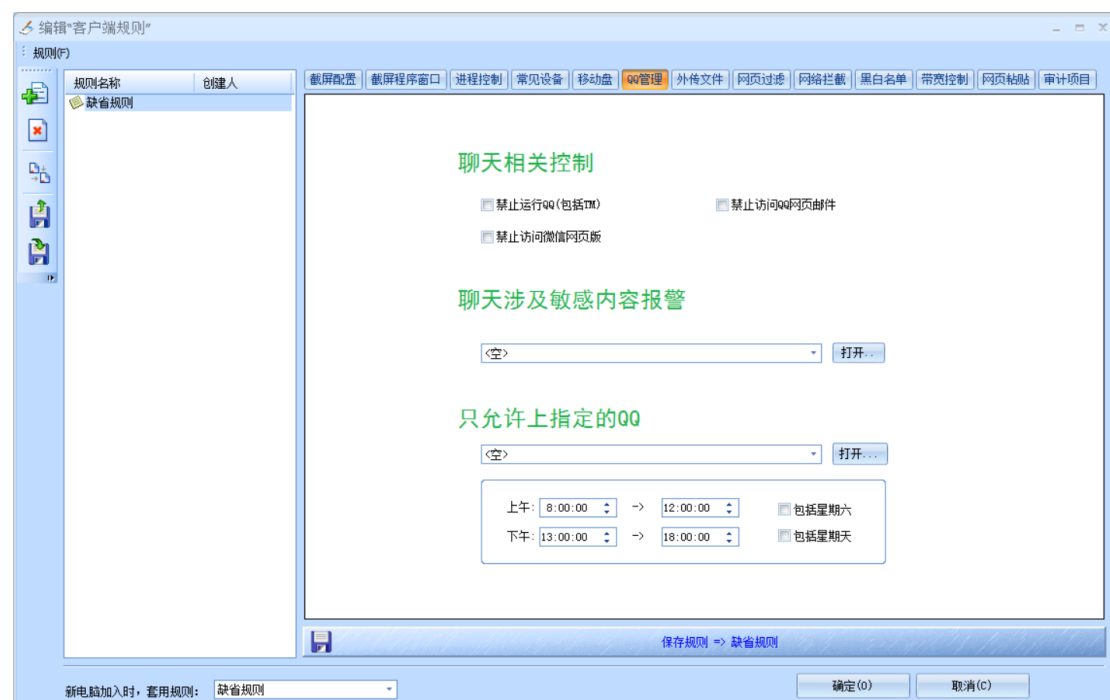 编辑"客户端规则"
规则(F)
规则名称 创建人
缺省规则
截屏配置 截屏程序窗口 进程控制 常见设备 移动盘 QQ管理 外传文件 网页过滤 网络拦截 黑白名单 带宽控制 网页粘贴 审计项目
聊天相关控制
禁止运行QQ(包括TM) 禁止访问QQ网页邮件
禁止访问微信网页版
聊天涉及敏感内容报警
<空> 打开..
只允许上指定的QQ
<空> 打开...
上午: 8:00:00 -> 12:00:00 包括星期六
下午: 13:00:00 -> 18:00:00 包括星期天
保存规则 => 缺省规则
新电脑加入时，套用规则: 缺省规则 确定(O) 取消(C)